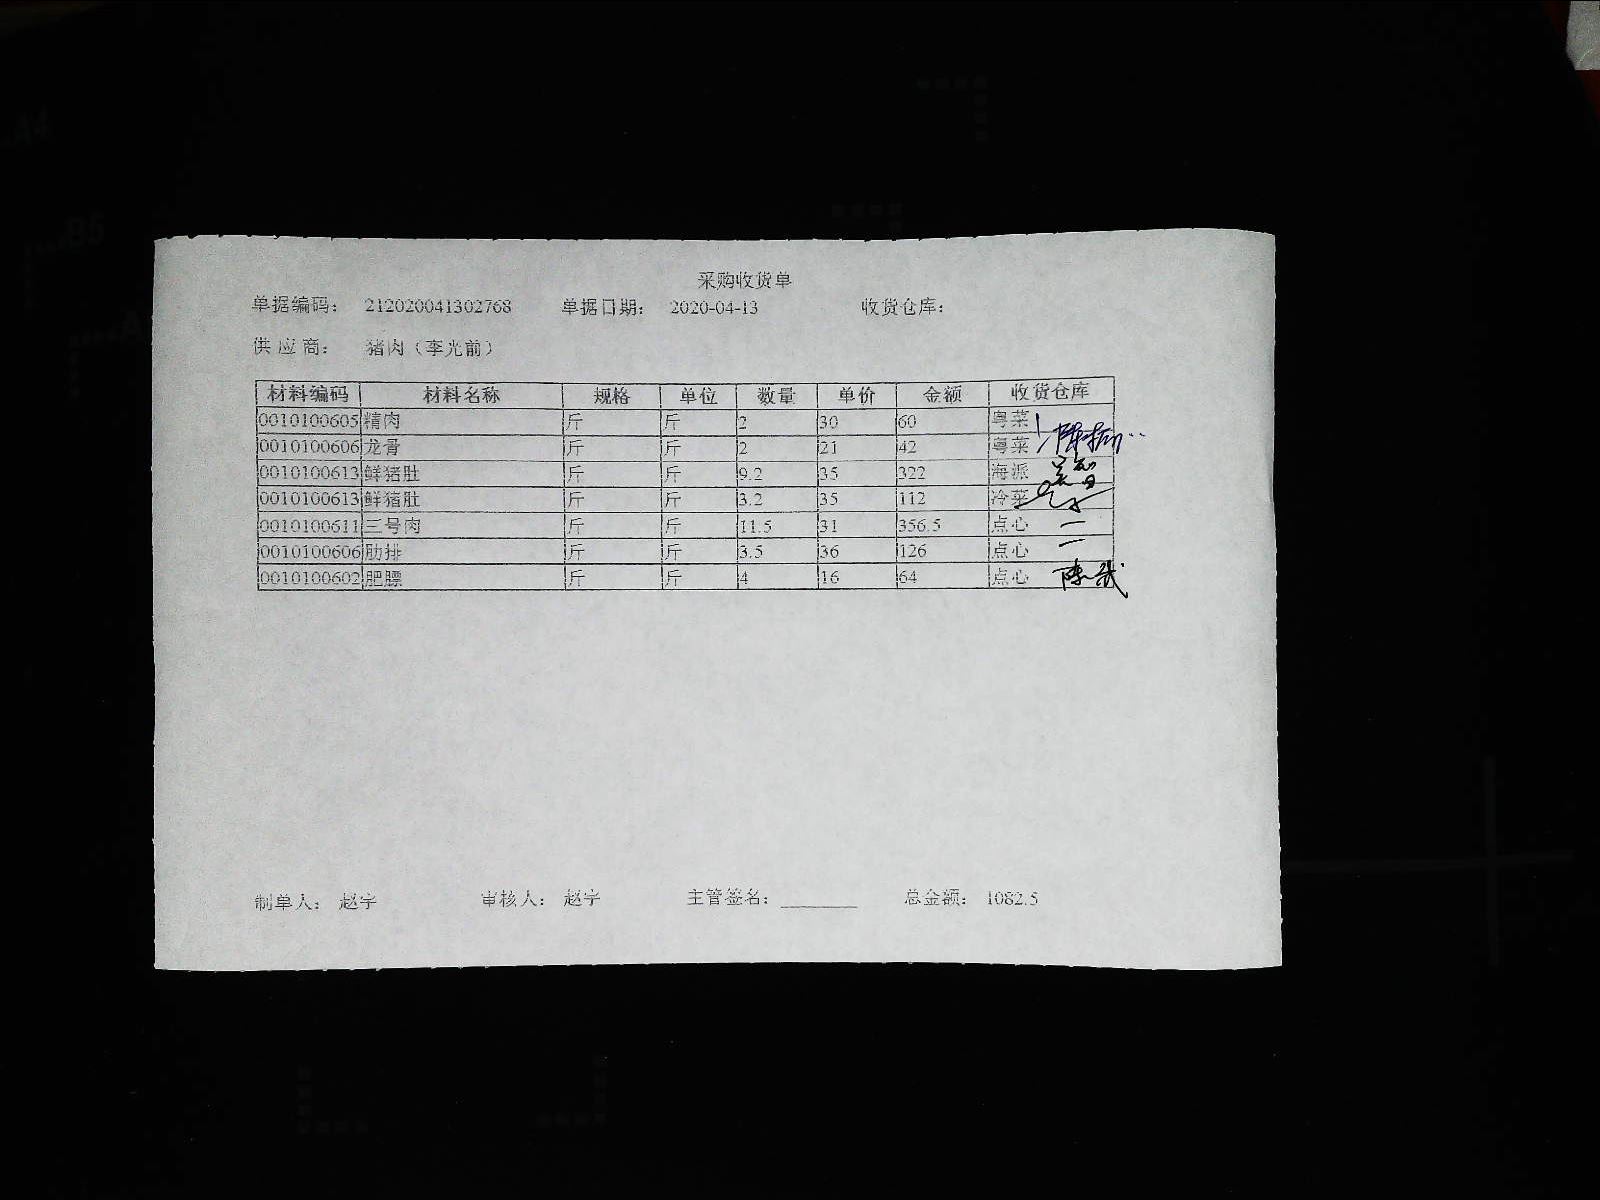 采购收货单
单据编码: 212020041302768 单据日期: 2020-04-13 收货仓库:
供应商: 猪肉（李光前）
材料编码 材料名称 规格 单位 数量 单价 金额 收货仓库
0010100605 精肉 斤 斤 2 30 60 粤菜
0010100606 龙骨 斤 斤 2 21 42 粤菜
0010100613 鲜猪肚 斤 斤 9.2 35 322 海派
0010100613 鲜猪肚 斤 斤 3.2 35 112 冷菜
0010100611 三号肉 斤 斤 11.5 31 356.5 点心
0010100606 肋排 斤 斤 3.5 36 126 点心
0010100602 肥膘 斤 斤 4 16 64 点心
制单人: 赵宇 审核人: 赵宇 主管签名: ________ 总金额: 1082.5